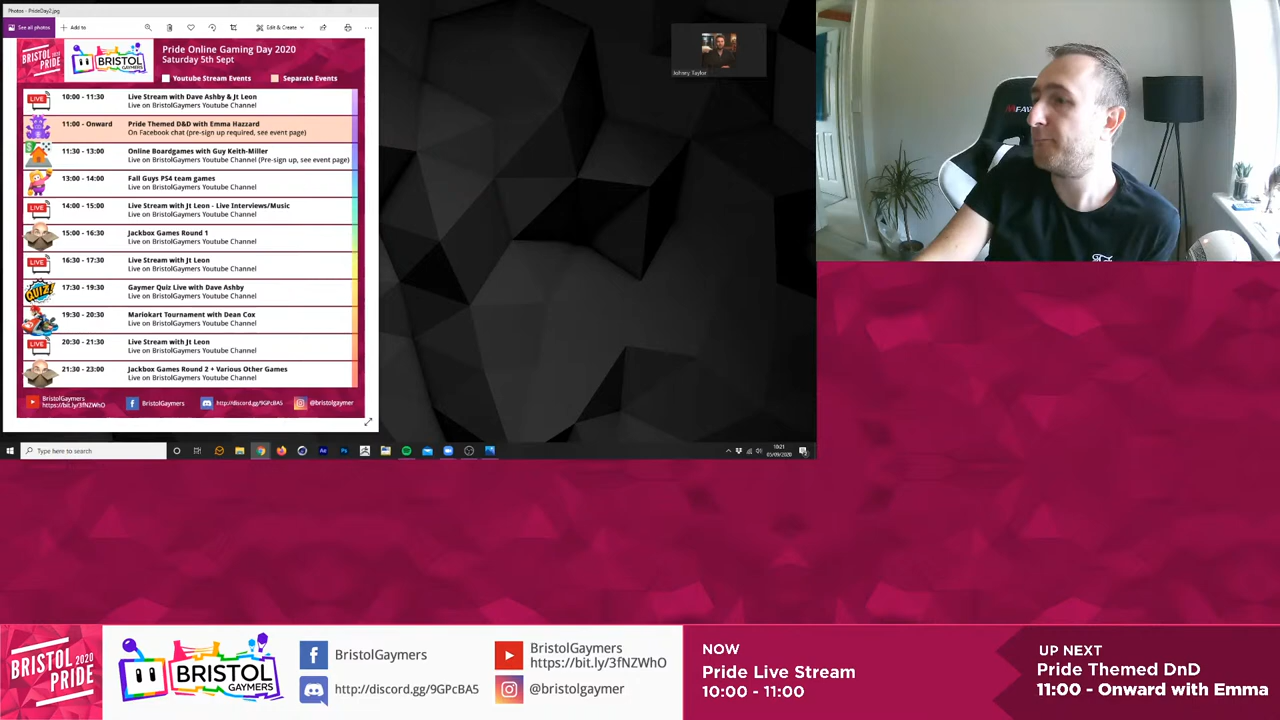 Photos - PrideDay2.jpg
See all photos
Add to
Edit & Create
BRISTOL
PRIDE
2020
BRISTOL
GAYMERS
Pride Online Gaming Day 2020
Saturday 5th Sept
Youtube Stream Events
Separate Events
LIVE
10:00 - 11:30
Live Stream with Dave Ashby & Jt Leon
Live on BristolGaymers Youtube Channel
11:00 - Onward
Pride Themed D&D with Emma Hazzard
On Facebook chat (pre-sign up required, see event page)
11:30 - 13:00
Online Boardgames with Guy Keith-Miller
Live on BristolGaymers Youtube Channel (Pre-sign up, see event page)
13:00 - 14:00
Fall Guys PS4 team games
Live on BristolGaymers Youtube Channel
LIVE
14:00 - 15:00
Live Stream with Jt Leon - Live Interviews/Music
Live on BristolGaymers Youtube Channel
15:00 - 16:30
Jackbox Games Round 1
Live on BristolGaymers Youtube Channel
LIVE
16:30 - 17:30
Live Stream with Jt Leon
Live on BristolGaymers Youtube Channel
QUIZ!
17:30 - 19:30
Gaymer Quiz Live with Dave Ashby
Live on BristolGaymers Youtube Channel
19:30 - 20:30
Mariokart Tournament with Dean Cox
Live on BristolGaymers Youtube Channel
LIVE
20:30 - 21:30
Live Stream with Jt Leon
Live on BristolGaymers Youtube Channel
21:30 - 23:00
Jackbox Games Round 2 + Various Other Games
Live on BristolGaymers Youtube Channel
BristolGaymers
https://bit.ly/3fNZWhO
BristolGaymers
http://discord.gg/9GPcBA5
@bristolgaymer
Johnny Taylor
Type here to search
10:21
05/09/2020
BRISTOL 2020
PRIDE
BRISTOL
GAYMERS
BristolGaymers
http://discord.gg/9GPcBA5
BristolGaymers
https://bit.ly/3fNZWhO
@bristolgaymer
NOW
Pride Live Stream
10:00 - 11:00
UP NEXT
Pride Themed DnD
11:00 - Onward with Emma